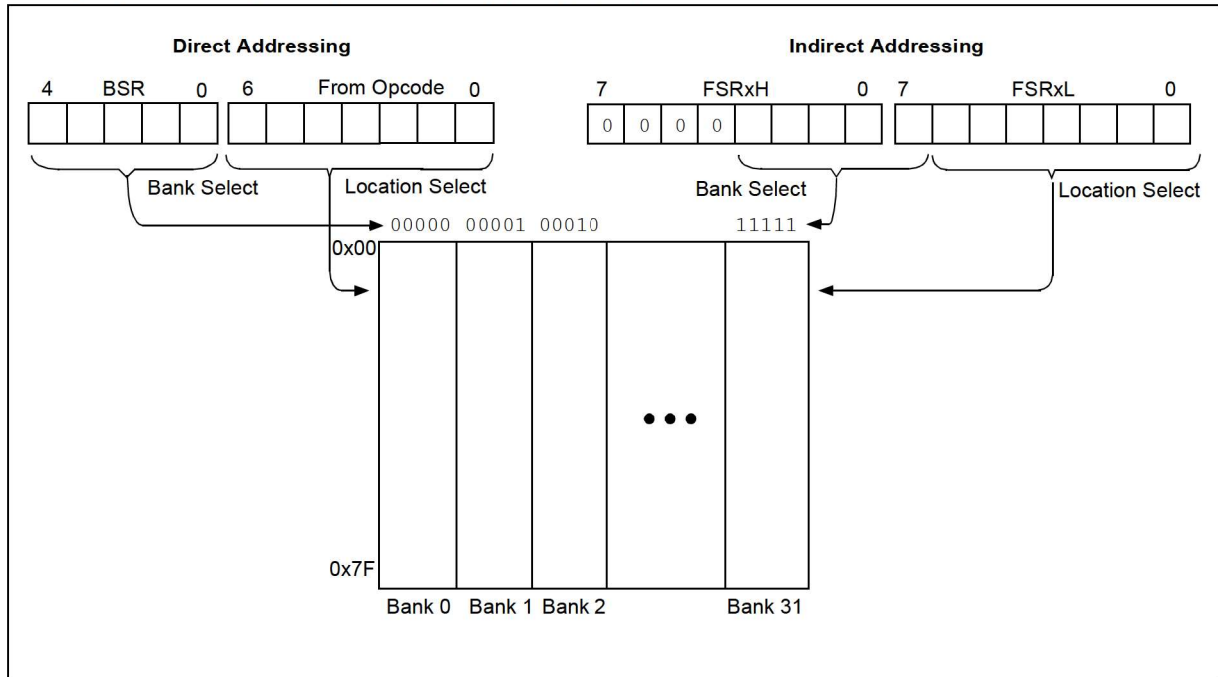 Direct Addressing
Indirect Addressing
4 BSR 0 6 From Opcode 0
7 FSRxH 0 7 FSRxL 0
0 0 0 0
Bank Select
Location Select
Bank Select
Location Select
00000 00001 00010 11111
0x00
0x7F
Bank 0 Bank 1 Bank 2 Bank 31